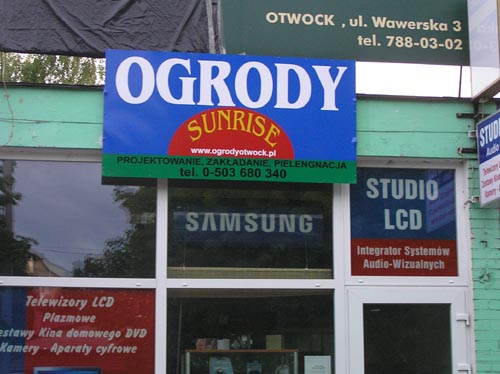 OTWOCK , ul. Wawerska 3
tel. 788-03-02
OGRODY
SUNRISE
www.ogrodyotwock.pl
PROJEKTOWANIE, ZAKŁADANIE, PIELENGNACJA
tel. 0-503 680 340
SAMSUNG
STUDIO
LCD
Integrator Systemów
Audio-Wizualnych
Telewizory LCD
Plazmowe
estawy Kina domowego DVD
Kamery - Aparaty cyfrowe
STUDI
Audio